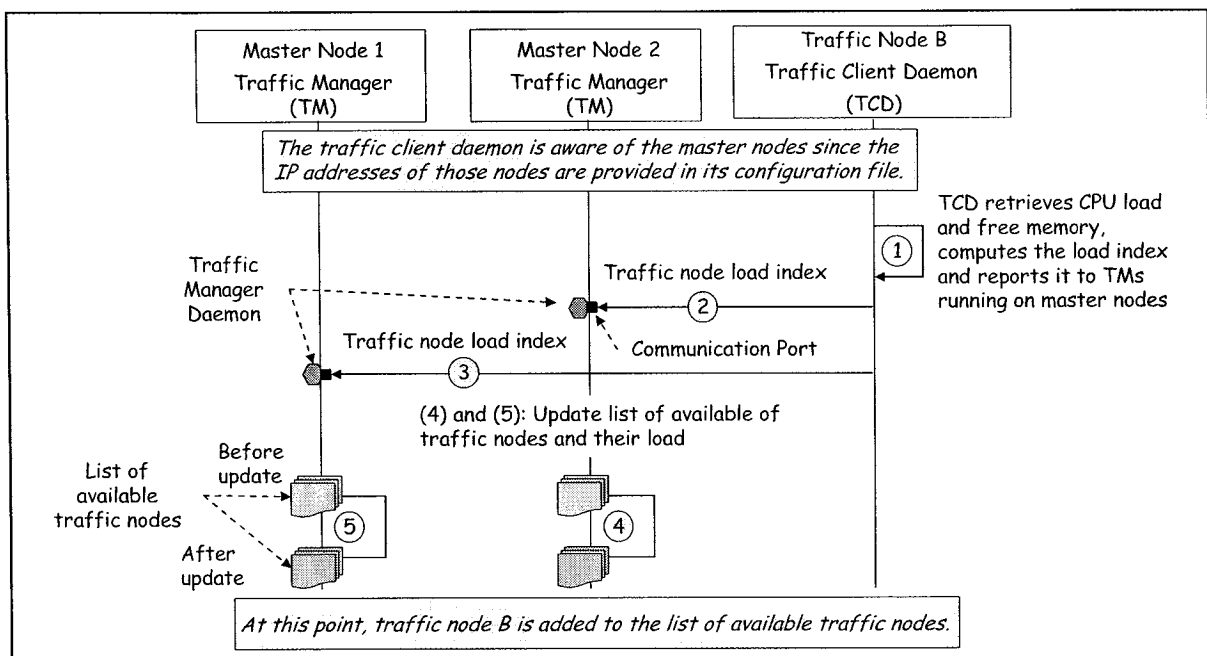 Master Node 1
Traffic Manager
(TM)
Master Node 2
Traffic Manager
(TM)
Traffic Node B
Traffic Client Daemon
(TCD)
The traffic client daemon is aware of the master nodes since the
IP addresses of those nodes are provided in its configuration file.
TCD retrieves CPU load
and free memory,
computes the load index
and reports it to TMs
running on master nodes
1
Traffic node load index
2
Traffic
Manager
Daemon
Communication Port
Traffic node load index
3
(4) and (5): Update list of available of
traffic nodes and their load
Before
update
List of
available
traffic nodes
5
4
After
update
At this point, traffic node B is added to the list of available traffic nodes.